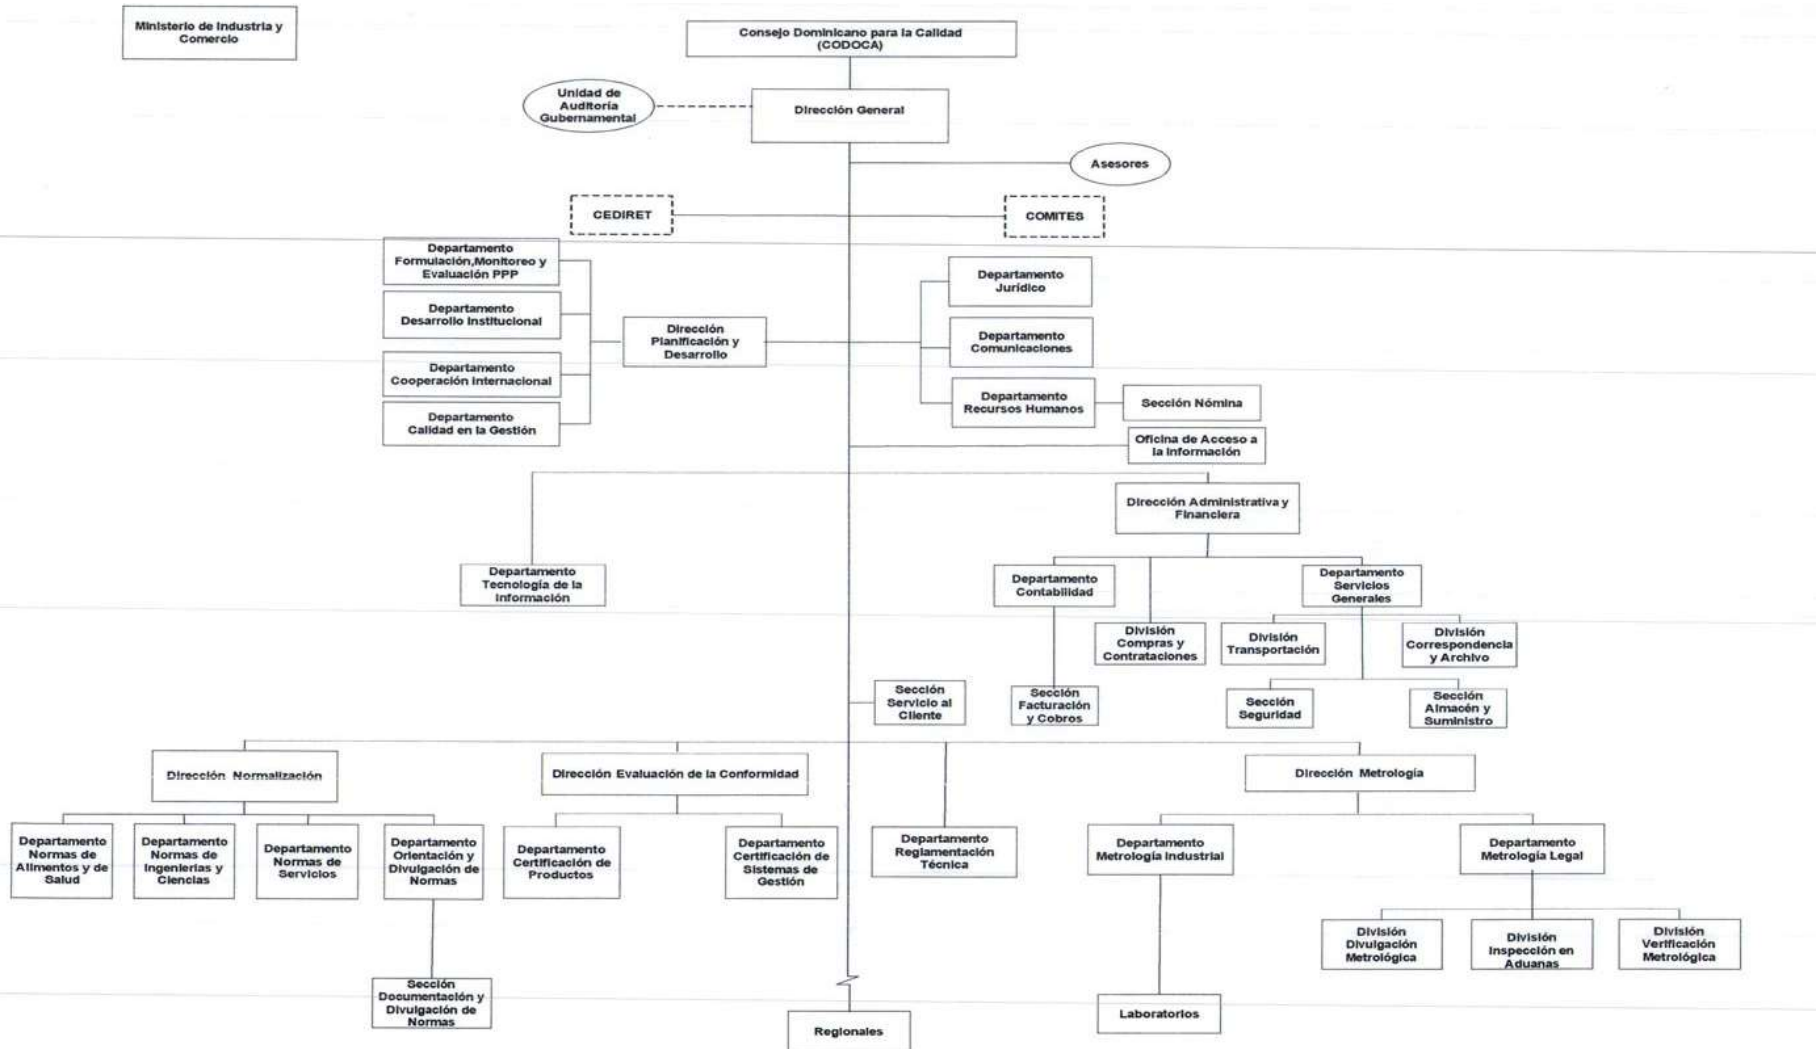 Ministerio de Industria y
Comercio
Consejo Dominicano para la Calidad
(CODOCA)
Unidad de
Auditoría
Gubernamental
Dirección General
Asesores
CEDIRET
COMITES
Departamento
Formulación,Monitoreo y
Evaluación PPP
Departamento
Desarrollo Institucional
Departamento
Cooperación Internacional
Departamento
Calidad en la Gestión
Dirección
Planificación y
Desarrollo
Departamento
Jurídico
Departamento
Comunicaciones
Departamento
Recursos Humanos
Sección Nómina
Oficina de Acceso a
la Información
Dirección Administrativa y
Financiera
Departamento
Tecnología de la
Información
Departamento
Contabilidad
Departamento
Servicios
Generales
División
Compras y
Contrataciones
División
Transportación
División
Correspondencia
y Archivo
Sección
Servicio al
Cliente
Sección
Facturación
y Cobros
Sección
Seguridad
Sección
Almacén y
Suministro
Dirección Normalización
Dirección Evaluación de la Conformidad
Dirección Metrología
Departamento
Normas de
Alimentos y de
Salud
Departamento
Normas de
Ingenierías y
Ciencias
Departamento
Normas de
Servicios
Departamento
Orientación y
Divulgación de
Normas
Departamento
Certificación de
Productos
Departamento
Certificación de
Sistemas de
Gestión
Departamento
Reglamentación
Técnica
Departamento
Metrología Industrial
Departamento
Metrología Legal
División
Divulgación
Metrológica
División
Inspección en
Aduanas
División
Verificación
Metrológica
Sección
Documentación y
Divulgación de
Normas
Regionales
Laboratorios